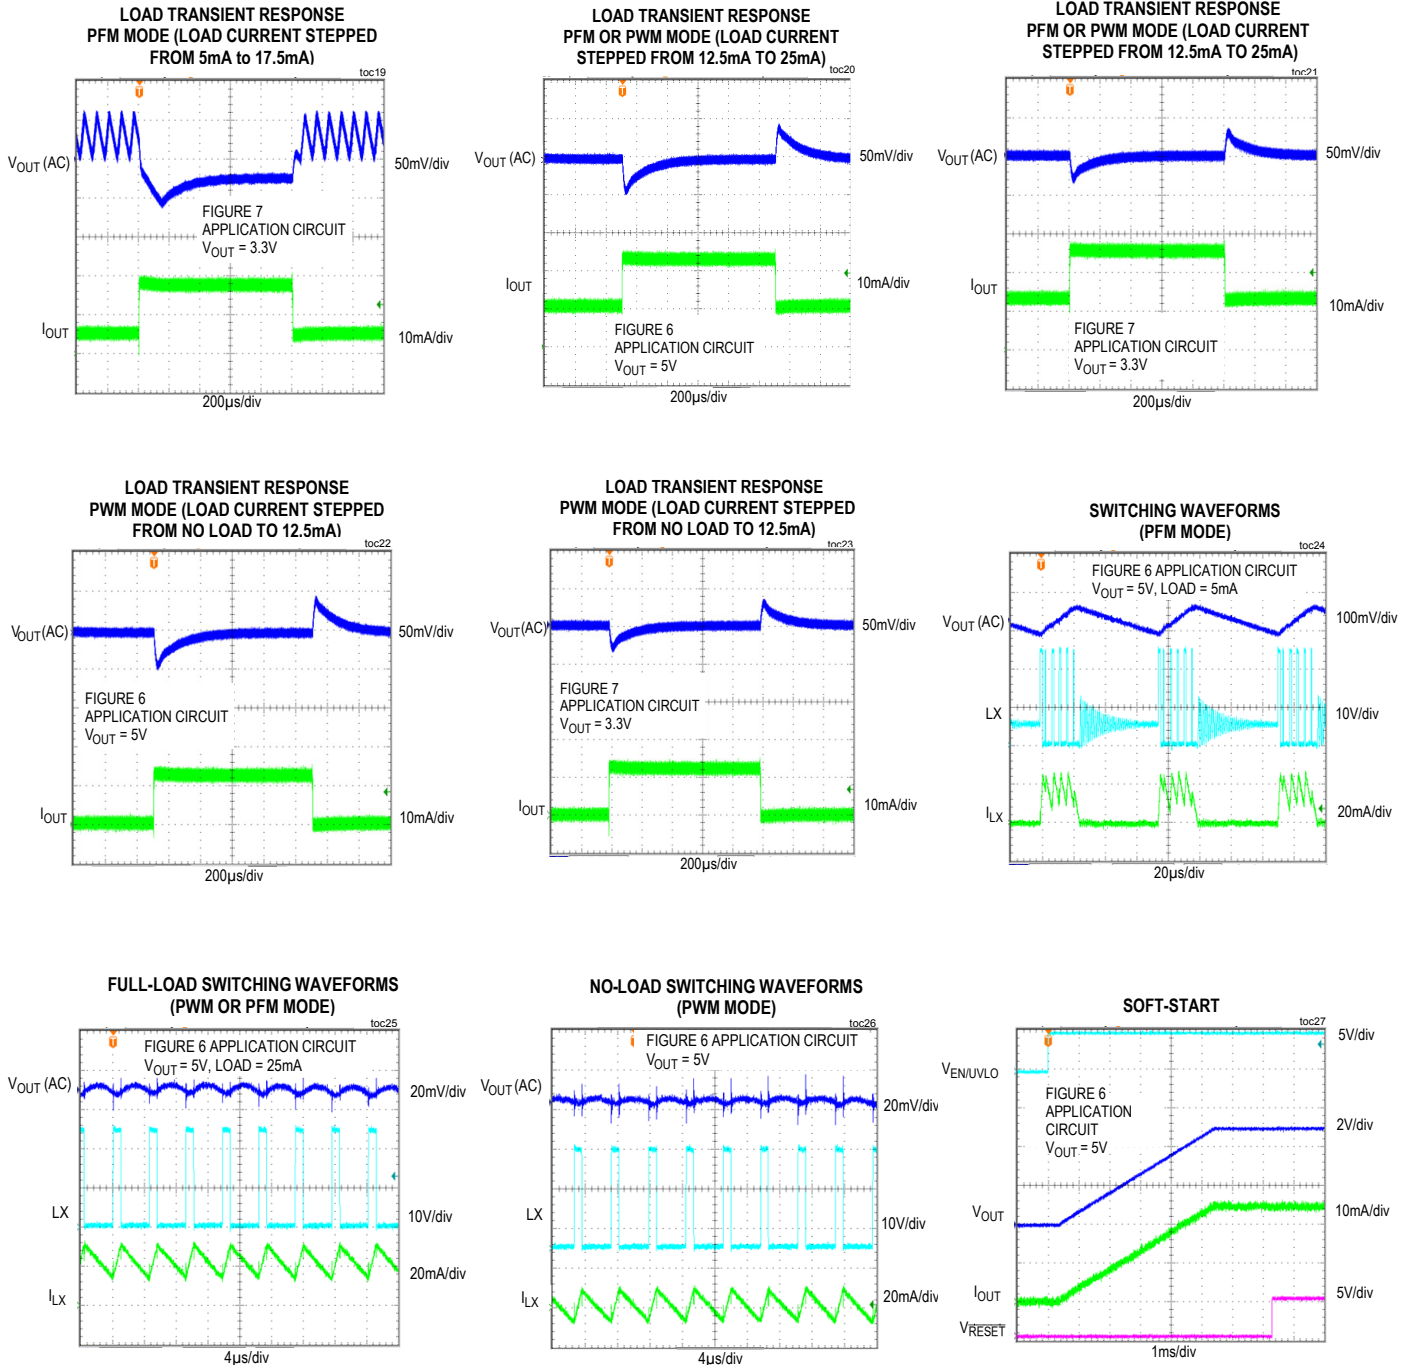 LOAD TRANSIENT RESPONSE
PFM MODE (LOAD CURRENT STEPPED
FROM 5mA to 17.5mA)
toc19
T
VOUT (AC)
50mV/div
FIGURE 7
APPLICATION CIRCUIT
VOUT = 3.3V
IOUT
10mA/div
200µs/div
LOAD TRANSIENT RESPONSE
PFM OR PWM MODE (LOAD CURRENT
STEPPED FROM 12.5mA TO 25mA)
toc20
T
VOUT (AC)
50mV/div
IOUT
10mA/div
FIGURE 6
APPLICATION CIRCUIT
VOUT = 5V
200µs/div
LOAD TRANSIENT RESPONSE
PFM OR PWM MODE (LOAD CURRENT
STEPPED FROM 12.5mA TO 25mA)
toc21
T
VOUT (AC)
50mV/div
IOUT
10mA/div
FIGURE 7
APPLICATION CIRCUIT
VOUT = 3.3V
200µs/div
LOAD TRANSIENT RESPONSE
PWM MODE (LOAD CURRENT STEPPED
FROM NO LOAD TO 12.5mA)
toc22
T
VOUT (AC)
50mV/div
FIGURE 6
APPLICATION CIRCUIT
VOUT = 5V
IOUT
10mA/div
200µs/div
LOAD TRANSIENT RESPONSE
PWM MODE (LOAD CURRENT STEPPED
FROM NO LOAD TO 12.5mA)
toc23
T
VOUT (AC)
50mV/div
FIGURE 7
APPLICATION CIRCUIT
VOUT = 3.3V
IOUT
10mA/div
200µs/div
SWITCHING WAVEFORMS
(PFM MODE)
toc24
T
FIGURE 6 APPLICATION CIRCUIT
VOUT = 5V, LOAD = 5mA
VOUT (AC)
100mV/div
LX
10V/div
ILX
20mA/div
20µs/div
FULL-LOAD SWITCHING WAVEFORMS
(PWM OR PFM MODE)
toc25
T
FIGURE 6 APPLICATION CIRCUIT
VOUT = 5V, LOAD = 25mA
VOUT (AC)
20mV/div
LX
10V/div
20mA/div
ILX
4µs/div
NO-LOAD SWITCHING WAVEFORMS
(PWM MODE)
toc26
FIGURE 6 APPLICATION CIRCUIT
VOUT = 5V
VOUT (AC)
20mV/div
LX
10V/div
ILX
20mA/div
4µs/div
SOFT-START
toc27
T
5V/div
VEN/UVLO
FIGURE 6
APPLICATION
CIRCUIT
VOUT = 5V
2V/div
VOUT
10mA/div
IOUT
5V/div
VRESET
1ms/div